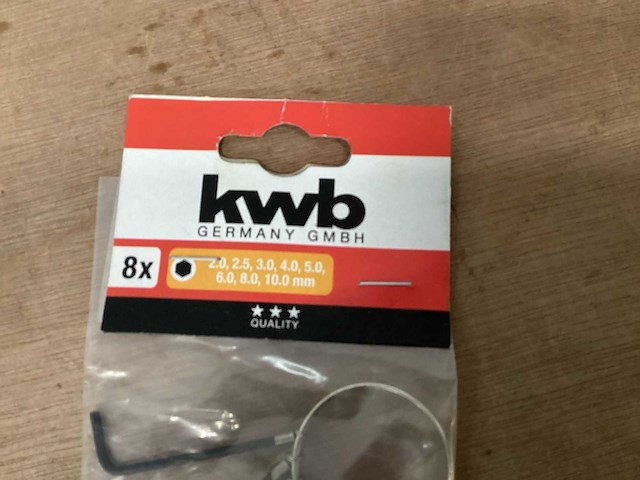 kwb
GERMANY GMBH
8x
2.0, 2.5, 3.0, 4.0, 5.0,
6.0, 8.0, 10.0 mm
QUALITY